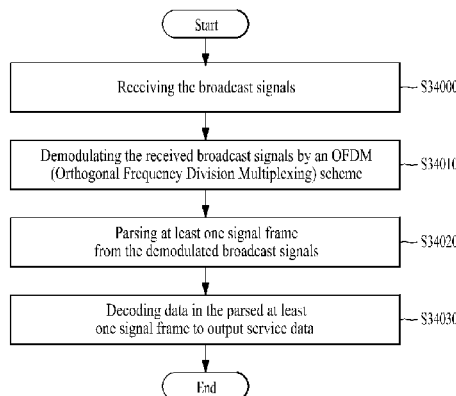 Start
Receiving the broadcast signals
S34000
Demodulating the received broadcast signals by an OFDM
(Orthogonal Frequency Division Multiplexing) scheme
S34010
Parsing at least one signal frame
from the demodulated broadcast signals
S34020
Decoding data in the parsed at least
one signal frame to output service data
S34030
End